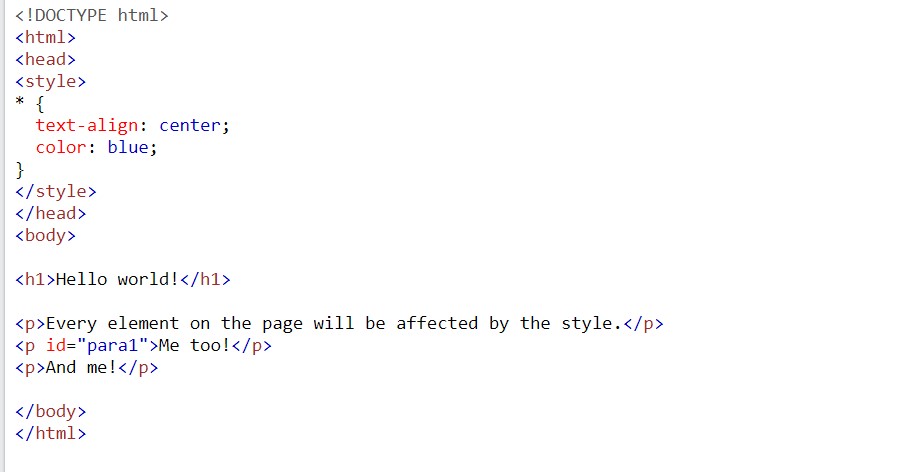 <!DOCTYPE html>
<html>
<head>
<style>
* {
  text-align: center;
  color: blue;
}
</style>
</head>
<body>

<h1>Hello world!</h1>

<p>Every element on the page will be affected by the style.</p>
<p id="para1">Me too!</p>
<p>And me!</p>

</body>
</html>